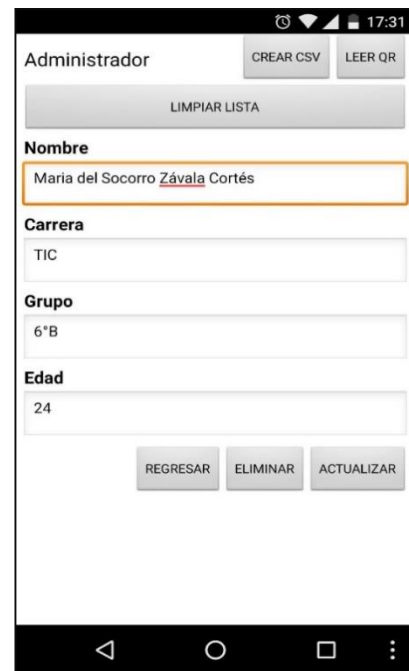 17:31
Administrador CREAR CSV LEER QR
LIMPIAR LISTA
Nombre
Maria del Socorro Závala Cortés
Carrera
TIC
Grupo
6°B
Edad
24
REGRESAR ELIMINAR ACTUALIZAR